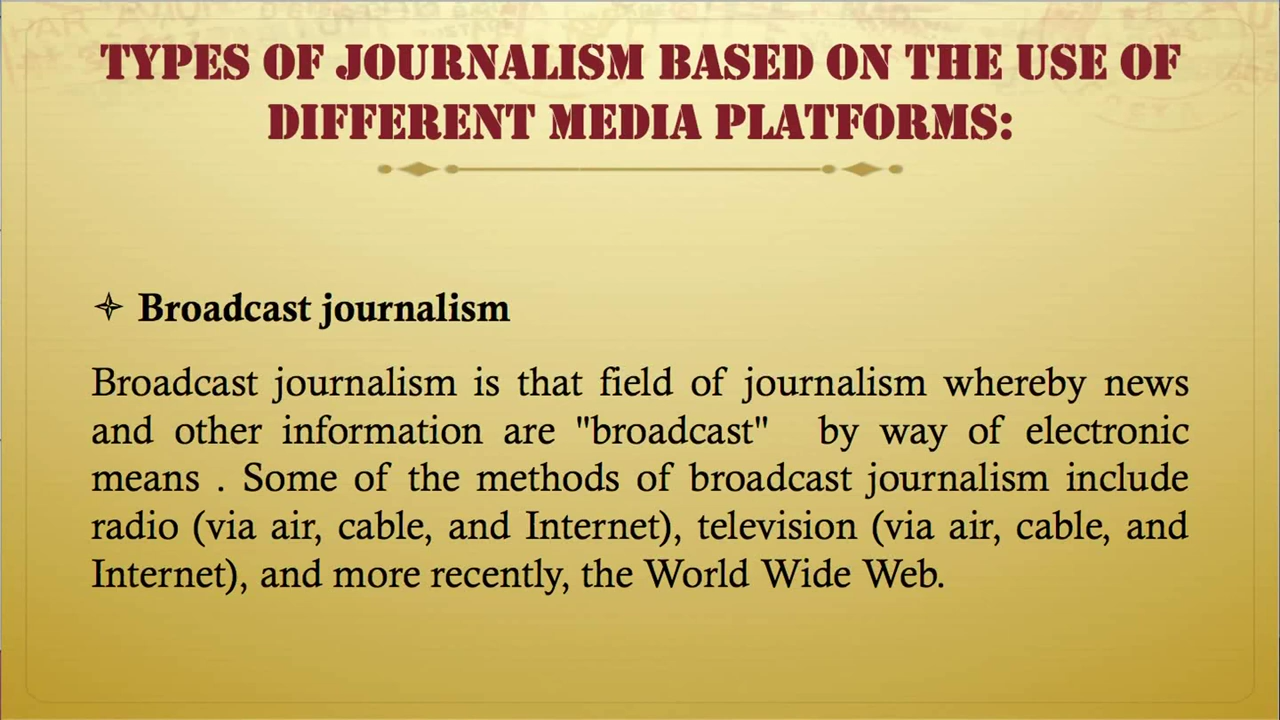 TYPES OF JOURNALISM BASED ON THE USE OF
DIFFERENT MEDIA PLATFORMS:
Broadcast journalism
Broadcast journalism is that field of journalism whereby news
and other information are "broadcast" by way of electronic
means . Some of the methods of broadcast journalism include
radio (via air, cable, and Internet), television (via air, cable, and
Internet), and more recently, the World Wide Web.